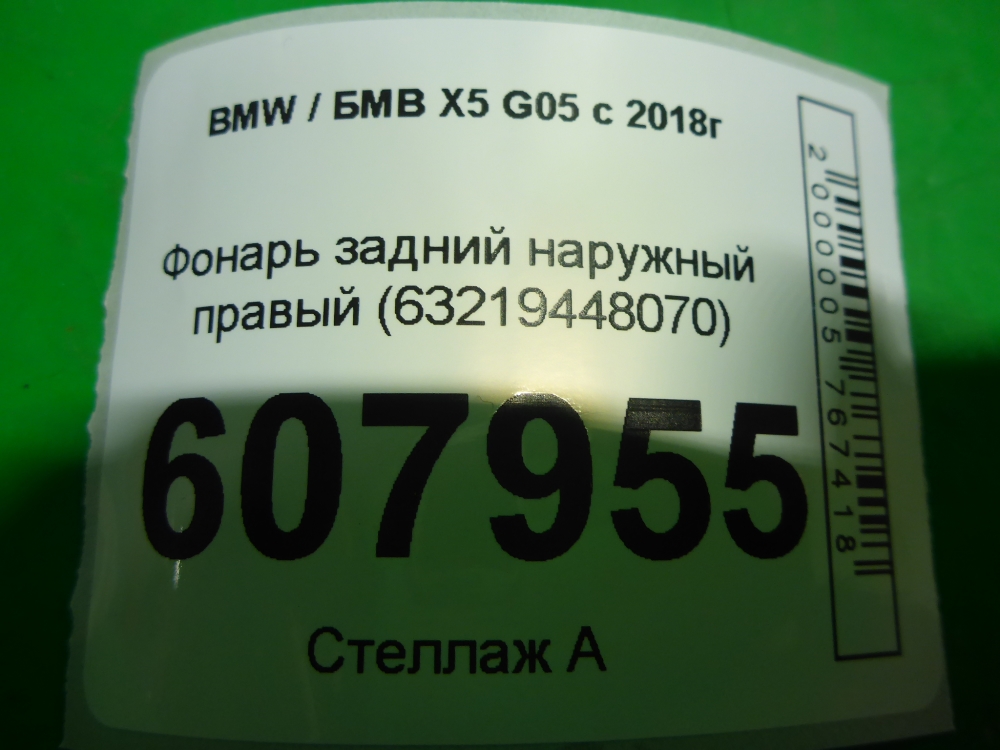 BMW / БМВ X5 G05 с 2018г
Фонарь задний наружный
правый (63219448070)
607955
Стеллаж А
2000005767418